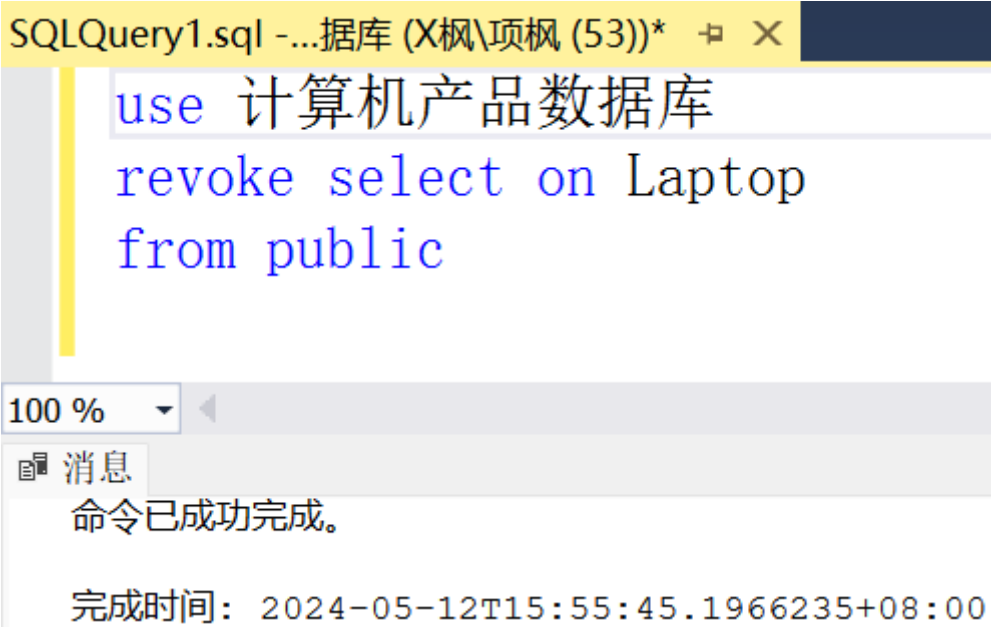 SQLQuery1.sql -...据库 (X枫\项枫 (53))*
use 计算机产品数据库
revoke select on Laptop
from public
100 %
消息
命令已成功完成。
完成时间: 2024-05-12T15:55:45.1966235+08:00